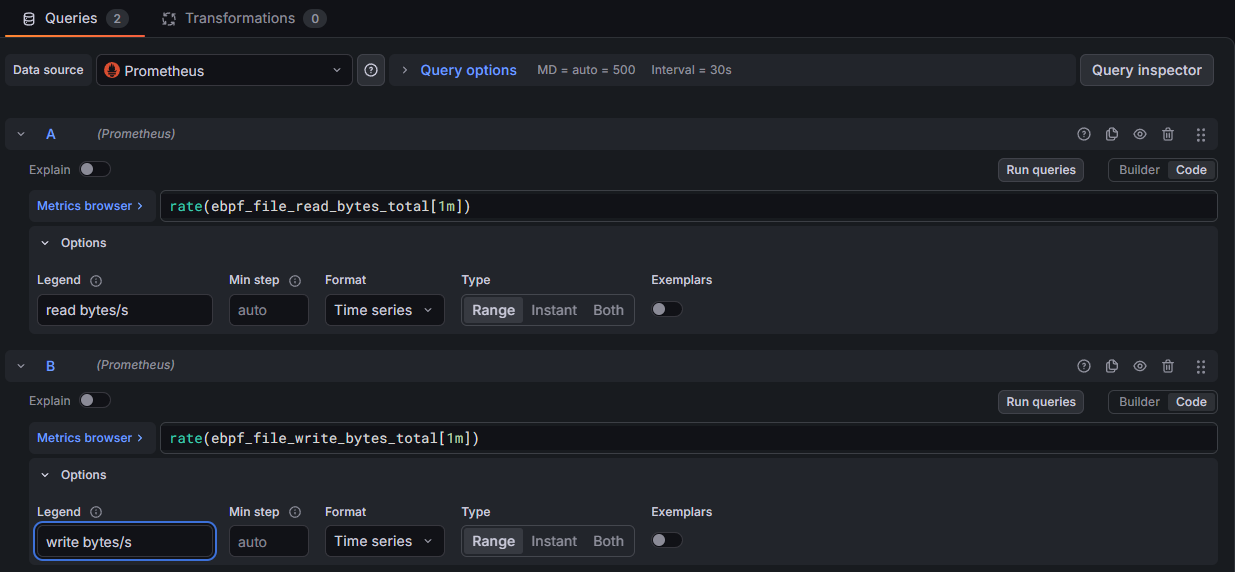 Queries 2 Transformations 0
Data source Prometheus Query options MD = auto = 500 Interval = 30s Query inspector
A (Prometheus)
Explain Run queries Builder Code
Metrics browser > rate(ebpf_file_read_bytes_total[1m])
Options
Legend Min step Format Type Exemplars
read bytes/s auto Time series Range Instant Both
B (Prometheus)
Explain Run queries Builder Code
Metrics browser > rate(ebpf_file_write_bytes_total[1m])
Options
Legend Min step Format Type Exemplars
write bytes/s auto Time series Range Instant Both